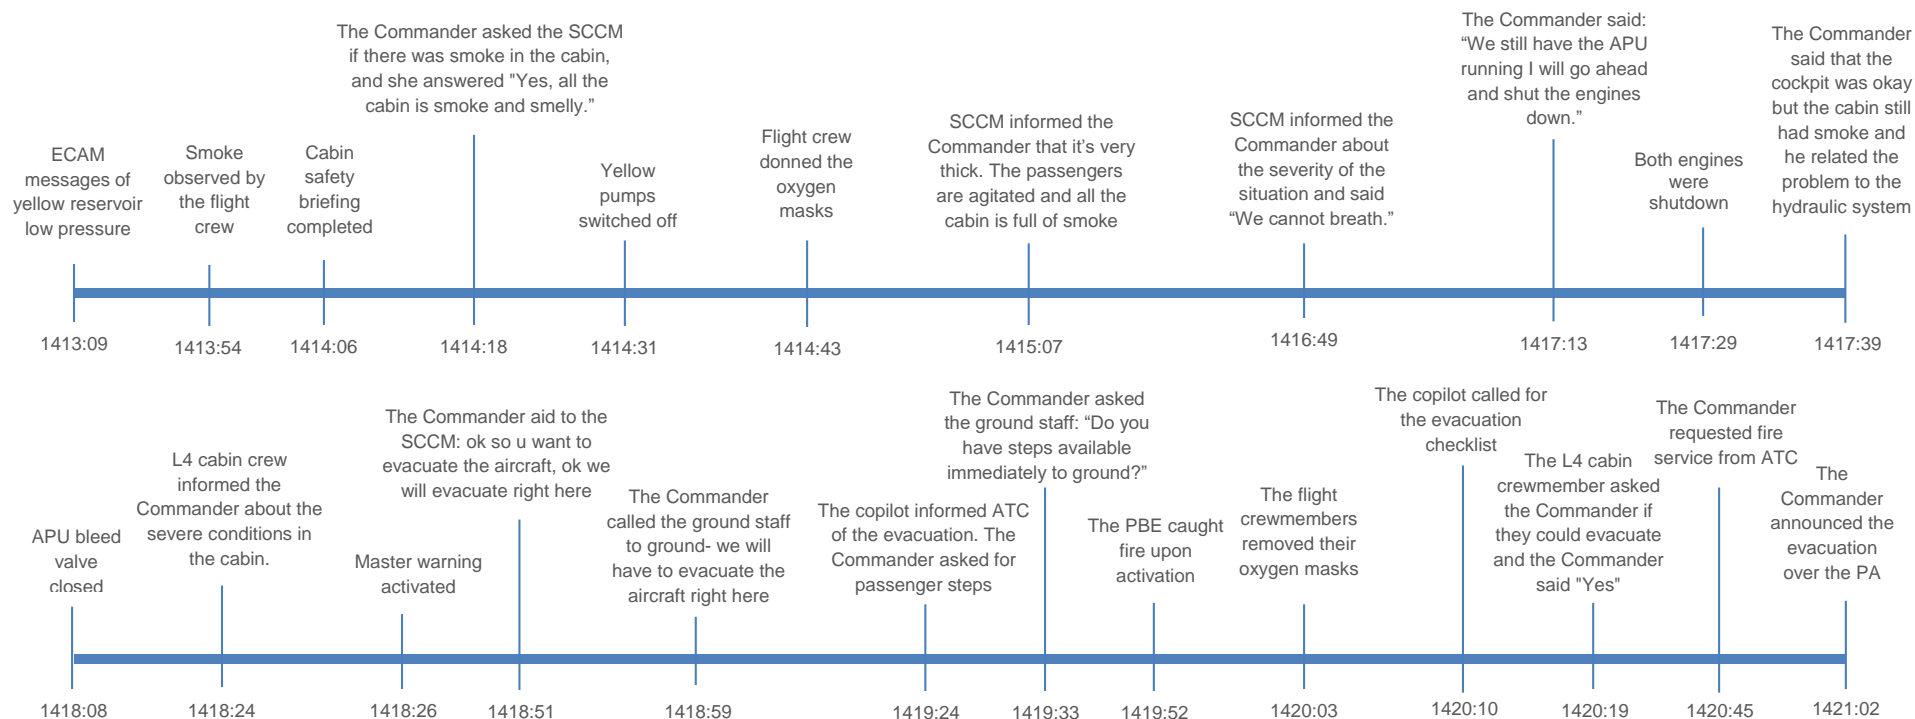 The Commander asked the SCCM
if there was smoke in the cabin,
and she answered "Yes, all the
cabin is smoke and smelly.”
The Commander said:
“We still have the APU
running I will go ahead
and shut the engines
down.”
The Commander
said that the
cockpit was okay
but the cabin still
had smoke and
he related the
problem to the
hydraulic system
ECAM
messages of
yellow reservoir
low pressure
Smoke
observed by
the flight
crew
Cabin
safety
briefing
completed
Yellow
pumps
switched off
Flight crew
donned the
oxygen
masks
SCCM informed the
Commander that it’s very
thick. The passengers
are agitated and all the
cabin is full of smoke
SCCM informed the
Commander about
the severity of the
situation and said
“We cannot breath.”
Both engines
were
shutdown
1413:09
1413:54
1414:06
1414:18
1414:31
1414:43
1415:07
1416:49
1417:13
1417:29
1417:39
APU bleed
valve
closed
L4 cabin crew
informed the
Commander about the
severe conditions in
the cabin.
Master warning
activated
The Commander aid to the
SCCM: ok so u want to
evacuate the aircraft, ok we
will evacuate right here
The Commander
called the ground staff
to ground- we will
have to evacuate the
aircraft right here
The copilot informed ATC
of the evacuation. The
Commander asked for
passenger steps
The Commander asked
the ground staff: “Do you
have steps available
immediately to ground?”
The PBE caught
fire upon
activation
The flight
crewmembers
removed their
oxygen masks
The copilot called for
the evacuation
checklist
The L4 cabin
crewmember asked
the Commander if
they could evacuate
and the Commander
said "Yes"
The Commander
requested fire
service from ATC
The
Commander
announced the
evacuation
over the PA
1418:08
1418:24
1418:26
1418:51
1418:59
1419:24
1419:33
1419:52
1420:03
1420:10
1420:19
1420:45
1421:02